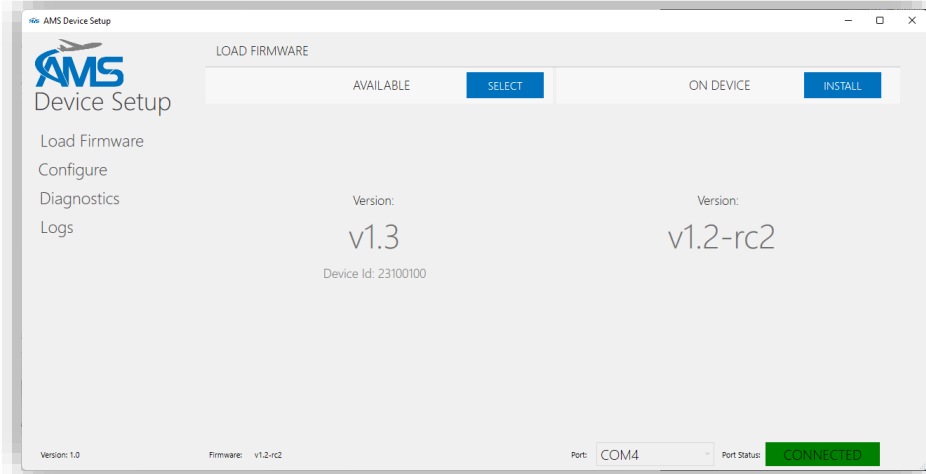 AMS Device Setup
AMS
Device Setup
Load Firmware
Configure
Diagnostics
Logs
LOAD FIRMWARE
AVAILABLE SELECT ON DEVICE INSTALL
Version: Version:
v1.3 v1.2-rc2
Device Id: 23100100
Version: 1.0 Firmware: v1.2-rc2 Port: COM4 Port Status: CONNECTED